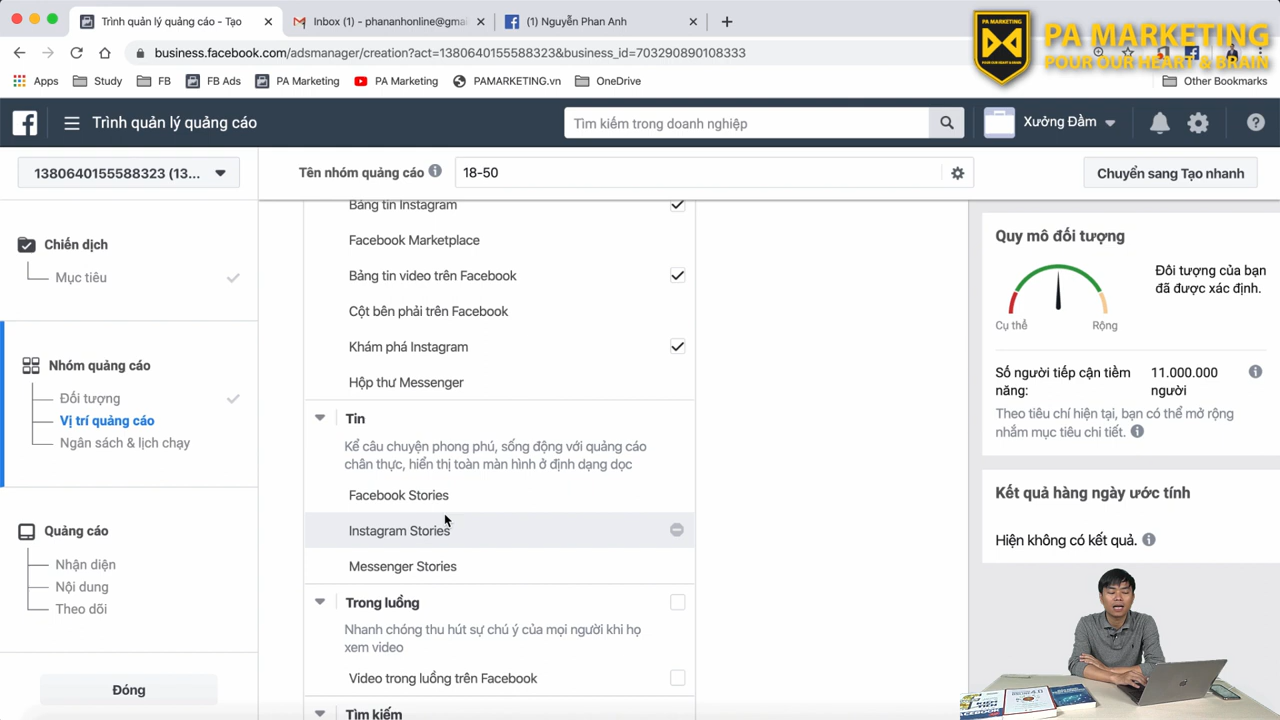 Trình quản lý quảng cáo - Tạo
Inbox (1) - phananhonline@gma
(1) Nguyễn Phan Anh
business.facebook.com/adsmanager/creation?act=1380640155588323&business_id=703290890108333
Apps
Study
FB
FB Ads
PA Marketing
PA Marketing
PAMARKETING.vn
OneDrive
Other Bookmarks
PA MARKETING
PA MARKETING
POUR OUR HEART & BRAIN
Trình quản lý quảng cáo
Tìm kiếm trong doanh nghiệp
Xưởng Đầm
1380640155588323 (13...
Tên nhóm quảng cáo
18-50
Chuyển sang Tạo nhanh
Chiến dịch
Mục tiêu
Nhóm quảng cáo
Đối tượng
Vị trí quảng cáo
Ngân sách & lịch chạy
Quảng cáo
Nhận diện
Nội dung
Theo dõi
Đóng
Bảng tin Instagram
Facebook Marketplace
Bảng tin video trên Facebook
Cột bên phải trên Facebook
Khám phá Instagram
Hộp thư Messenger
Tin
Kể câu chuyện phong phú, sống động với quảng cáo
chân thực, hiển thị toàn màn hình ở định dạng dọc
Facebook Stories
Instagram Stories
Messenger Stories
Trong luồng
Nhanh chóng thu hút sự chú ý của mọi người khi họ
xem video
Video trong luồng trên Facebook
Tìm kiếm
Quy mô đối tượng
Cụ thể
Rộng
Đối tượng của bạn
đã được xác định.
Số người tiếp cận tiềm
năng:
11.000.000
người
Theo tiêu chí hiện tại, bạn có thể mở rộng
nhắm mục tiêu chi tiết.
Kết quả hàng ngày ước tính
Hiện không có kết quả.